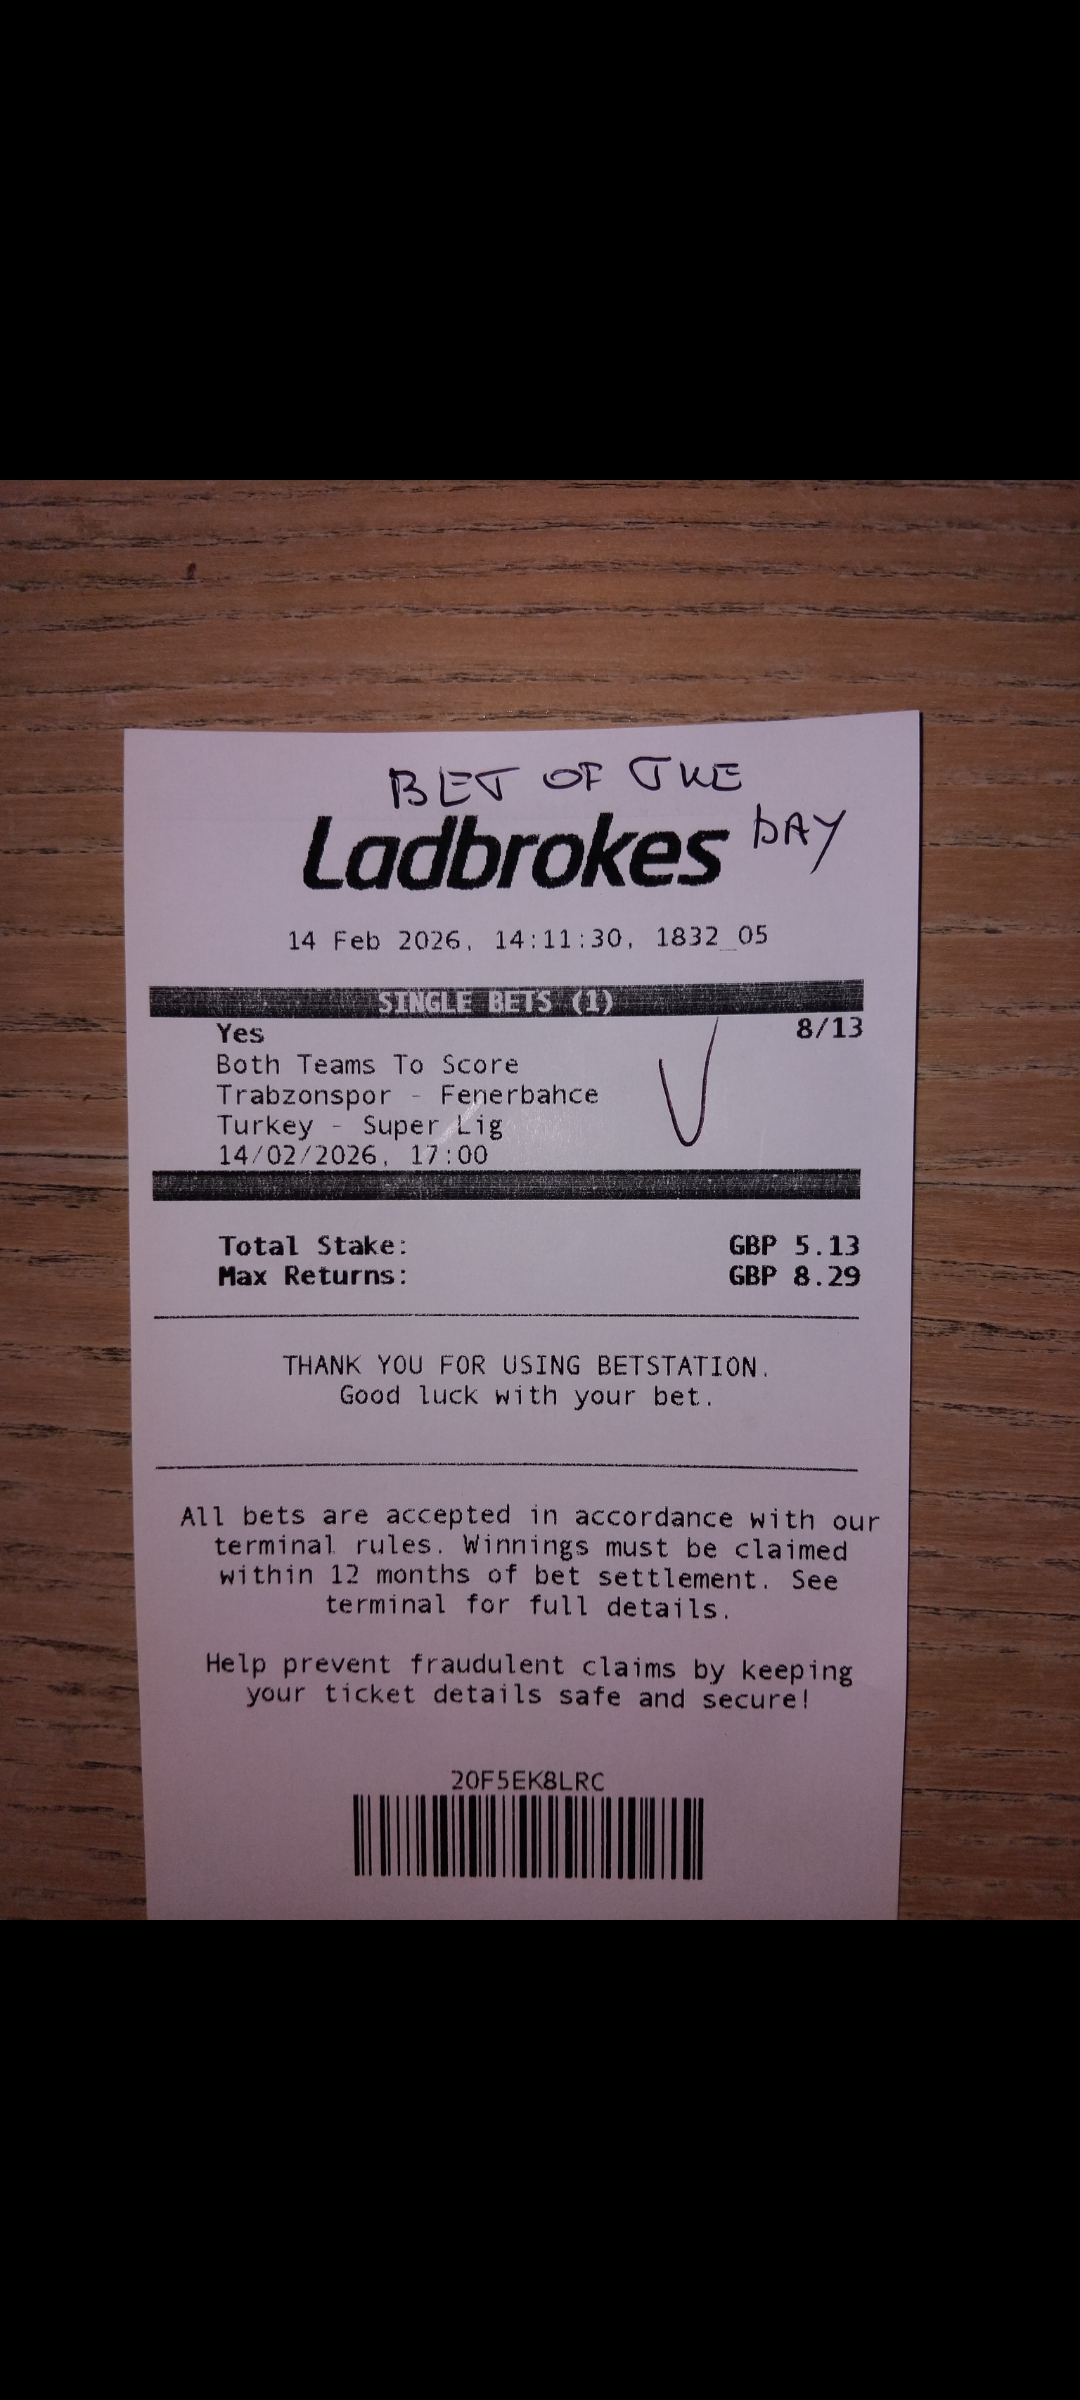 BET OF THE
DAY
Ladbrokes
14 Feb 2026, 14:11:30, 1832_05
SINGLE BETS (1)
Yes 8/13
Both Teams To Score
Trabzonspor - Fenerbahce
Turkey - Super Lig
14/02/2026, 17:00
Total Stake: GBP 5.13
Max Returns: GBP 8.29
THANK YOU FOR USING BETSTATION.
Good luck with your bet.
All bets are accepted in accordance with our
terminal rules. Winnings must be claimed
within 12 months of bet settlement. See
terminal for full details.
Help prevent fraudulent claims by keeping
your ticket details safe and secure!
20F5EK8LRC